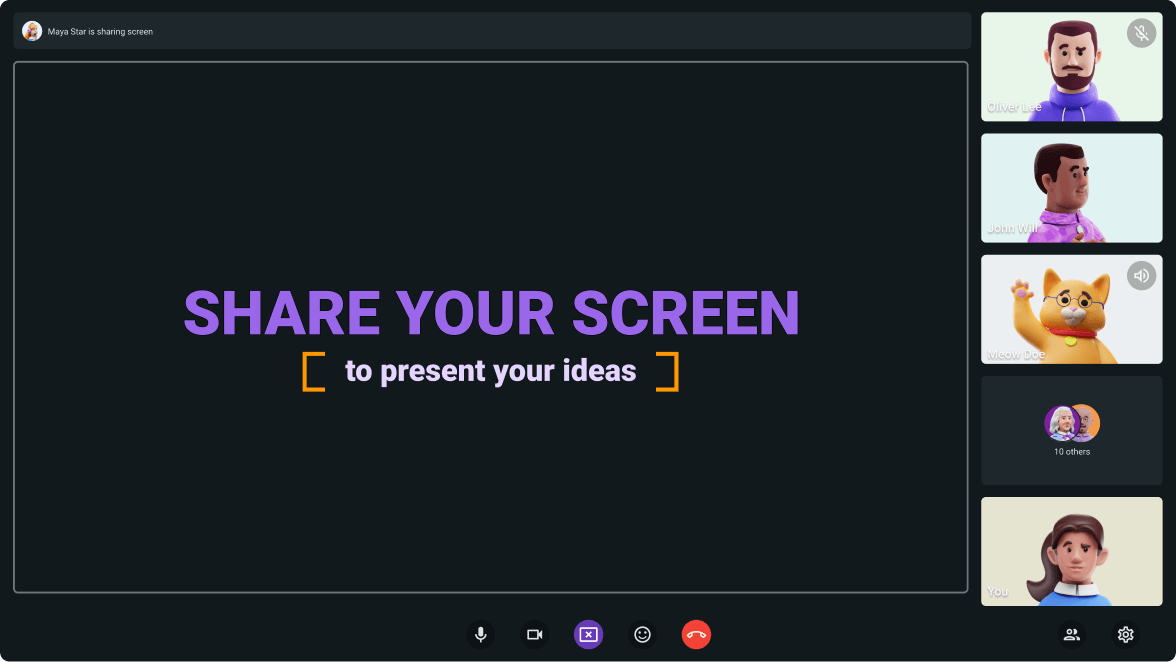 Maya Star is sharing screen
SHARE YOUR SCREEN
to present your ideas
Oliver Lee
John Will
Meow Doe
10 others
You